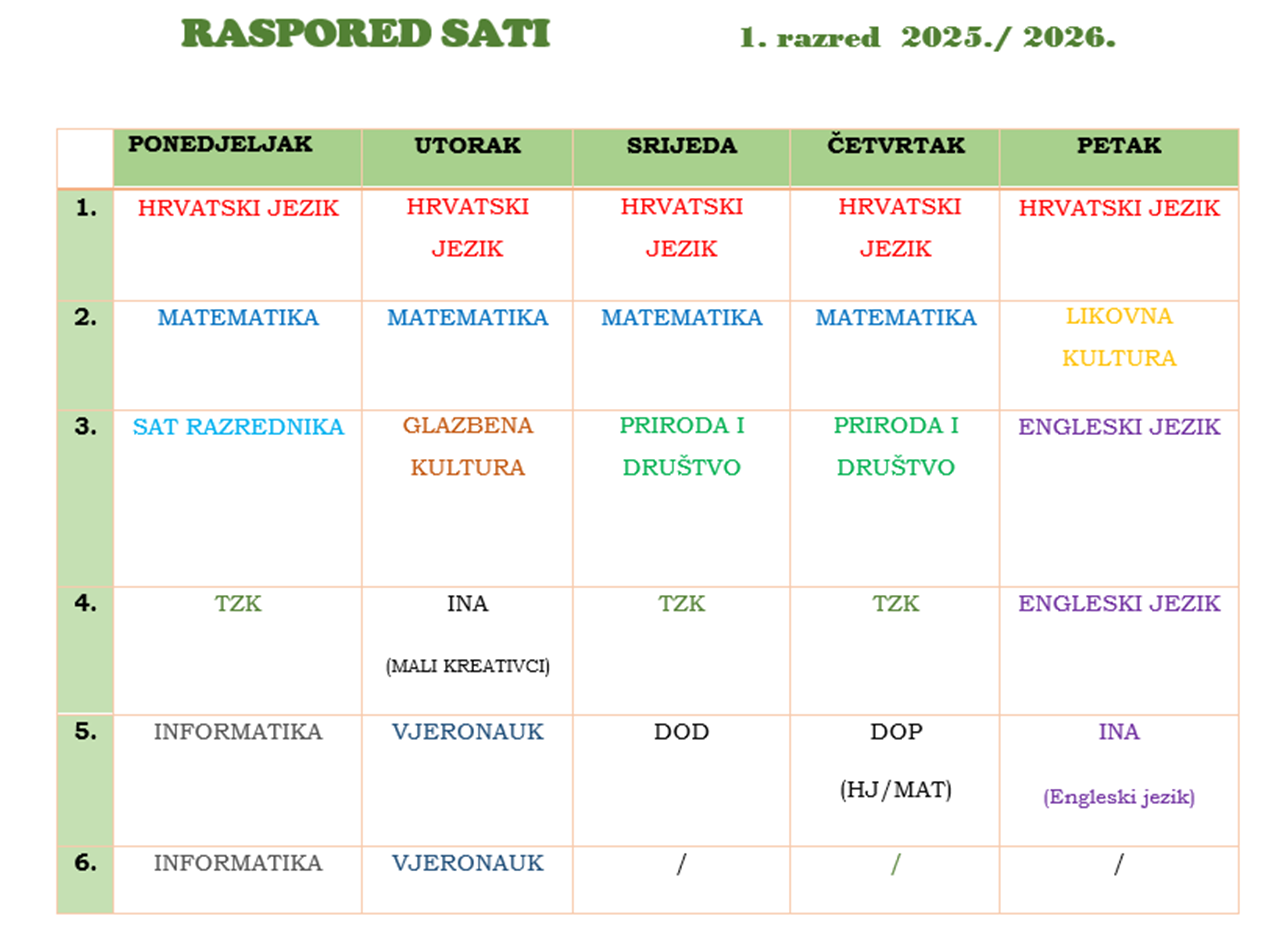 RASPORED SATI 1. razred 2025./ 2026.
PONEDJELJAK UTORAK SRIJEDA ČETVRTAK PETAK
1. HRVATSKI JEZIK HRVATSKI HRVATSKI HRVATSKI HRVATSKI JEZIK
JEZIK JEZIK JEZIK
2. MATEMATIKA MATEMATIKA MATEMATIKA MATEMATIKA LIKOVNA
KULTURA
3. SAT RAZREDNIKA GLAZBENA PRIRODA I PRIRODA I ENGLESKI JEZIK
KULTURA DRUŠTVO DRUŠTVO
4. TZK INA TZK TZK ENGLESKI JEZIK
(MALI KREATIVCI)
5. INFORMATIKA VJERONAUK DOD DOP INA
(HJ/MAT) (Engleski jezik)
6. INFORMATIKA VJERONAUK / / /